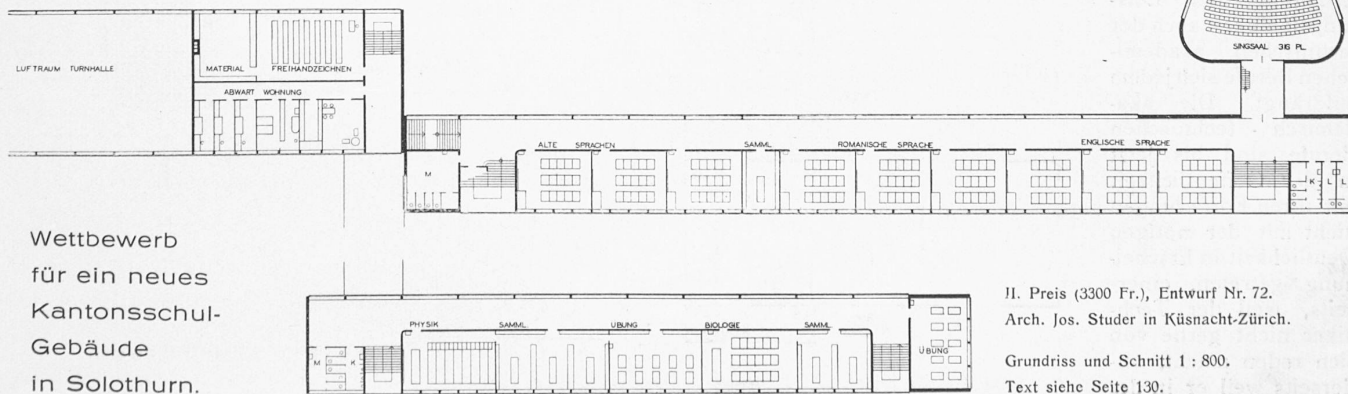 SINGSAAL 316 PL.
LUFTRAUM TURNHALLE
MATERIAL
FREIHANDZEICHNEN
ABWART WOHNUNG
ALTE SPRACHEN
SAMML.
ROMANISCHE SPRACHE
ENGLISCHE SPRACHE
M
K
L
L
Wettbewerb
für ein neues
Kantonsschul-
Gebäude
in Solothurn.
PHYSIK
SAMML.
ÜBUNG
BIOLOGIE
SAMML.
ÜBUNG
M
K
II. Preis (3300 Fr.), Entwurf Nr. 72.
Arch. Jos. Studer in Küsnacht-Zürich.
Grundriss und Schnitt 1 : 800.
Text siehe Seite 130.